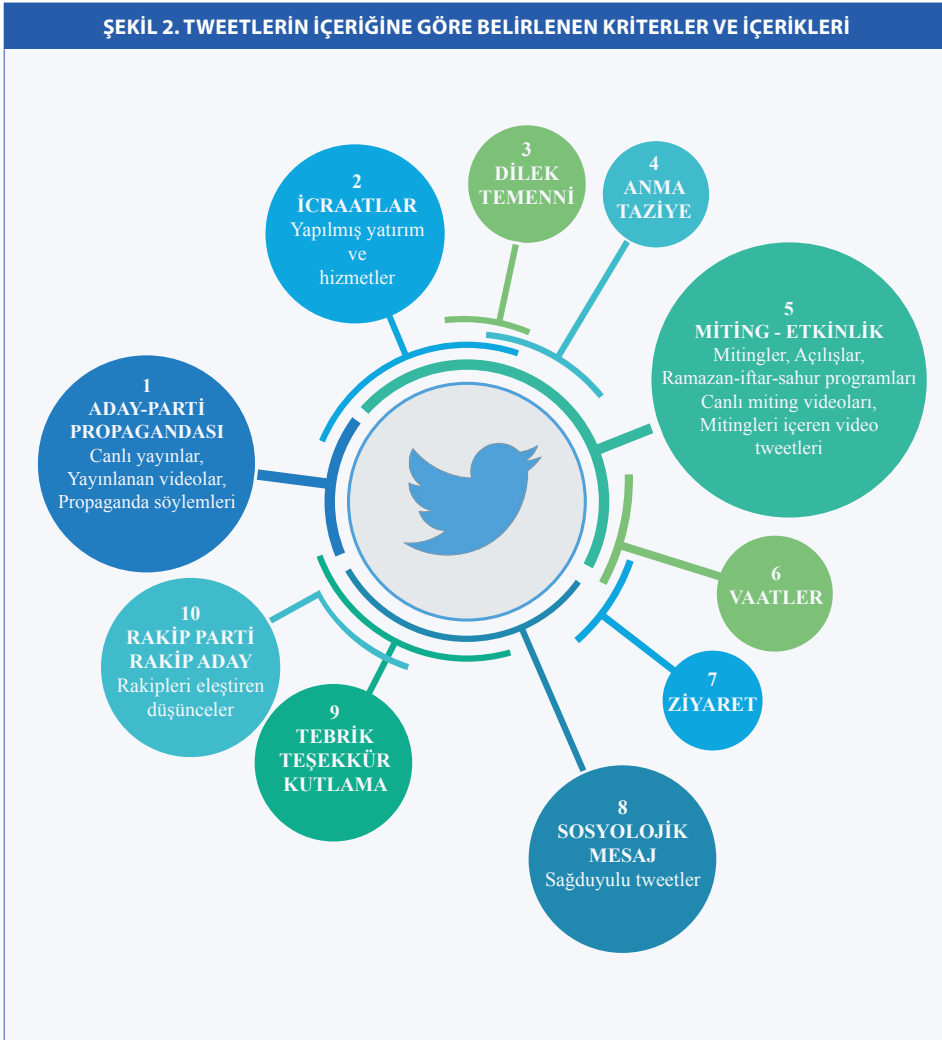 ŞEKİL 2. TWEETLERİN İÇERİĞİNE GÖRE BELİRLENEN KRİTERLER VE İÇERİKLERİ
1
ADAY-PARTİ
PROPAGANDASI
Canlı yayınlar,
Yayınlanan videolar,
Propaganda söylemleri
2
İCRAATLAR
Yapılmış yatırım
ve
hizmetler
3
DİLEK
TEMENNİ
4
ANMA
TAZİYE
5
MİTİNG - ETKİNLİK
Mitingler, Açılışlar,
Ramazan-iftar-sahur programları
Canlı miting videoları,
Mitingleri içeren video
tweetleri
6
VAATLER
7
ZİYARET
8
SOSYOLOJİK
MESAJ
Sağduyulu tweetler
9
TEBRİK
TEŞEKKÜR
KUTLAMA
10
RAKİP PARTİ
RAKİP ADAY
Rakipleri eleştiren
düşünceler